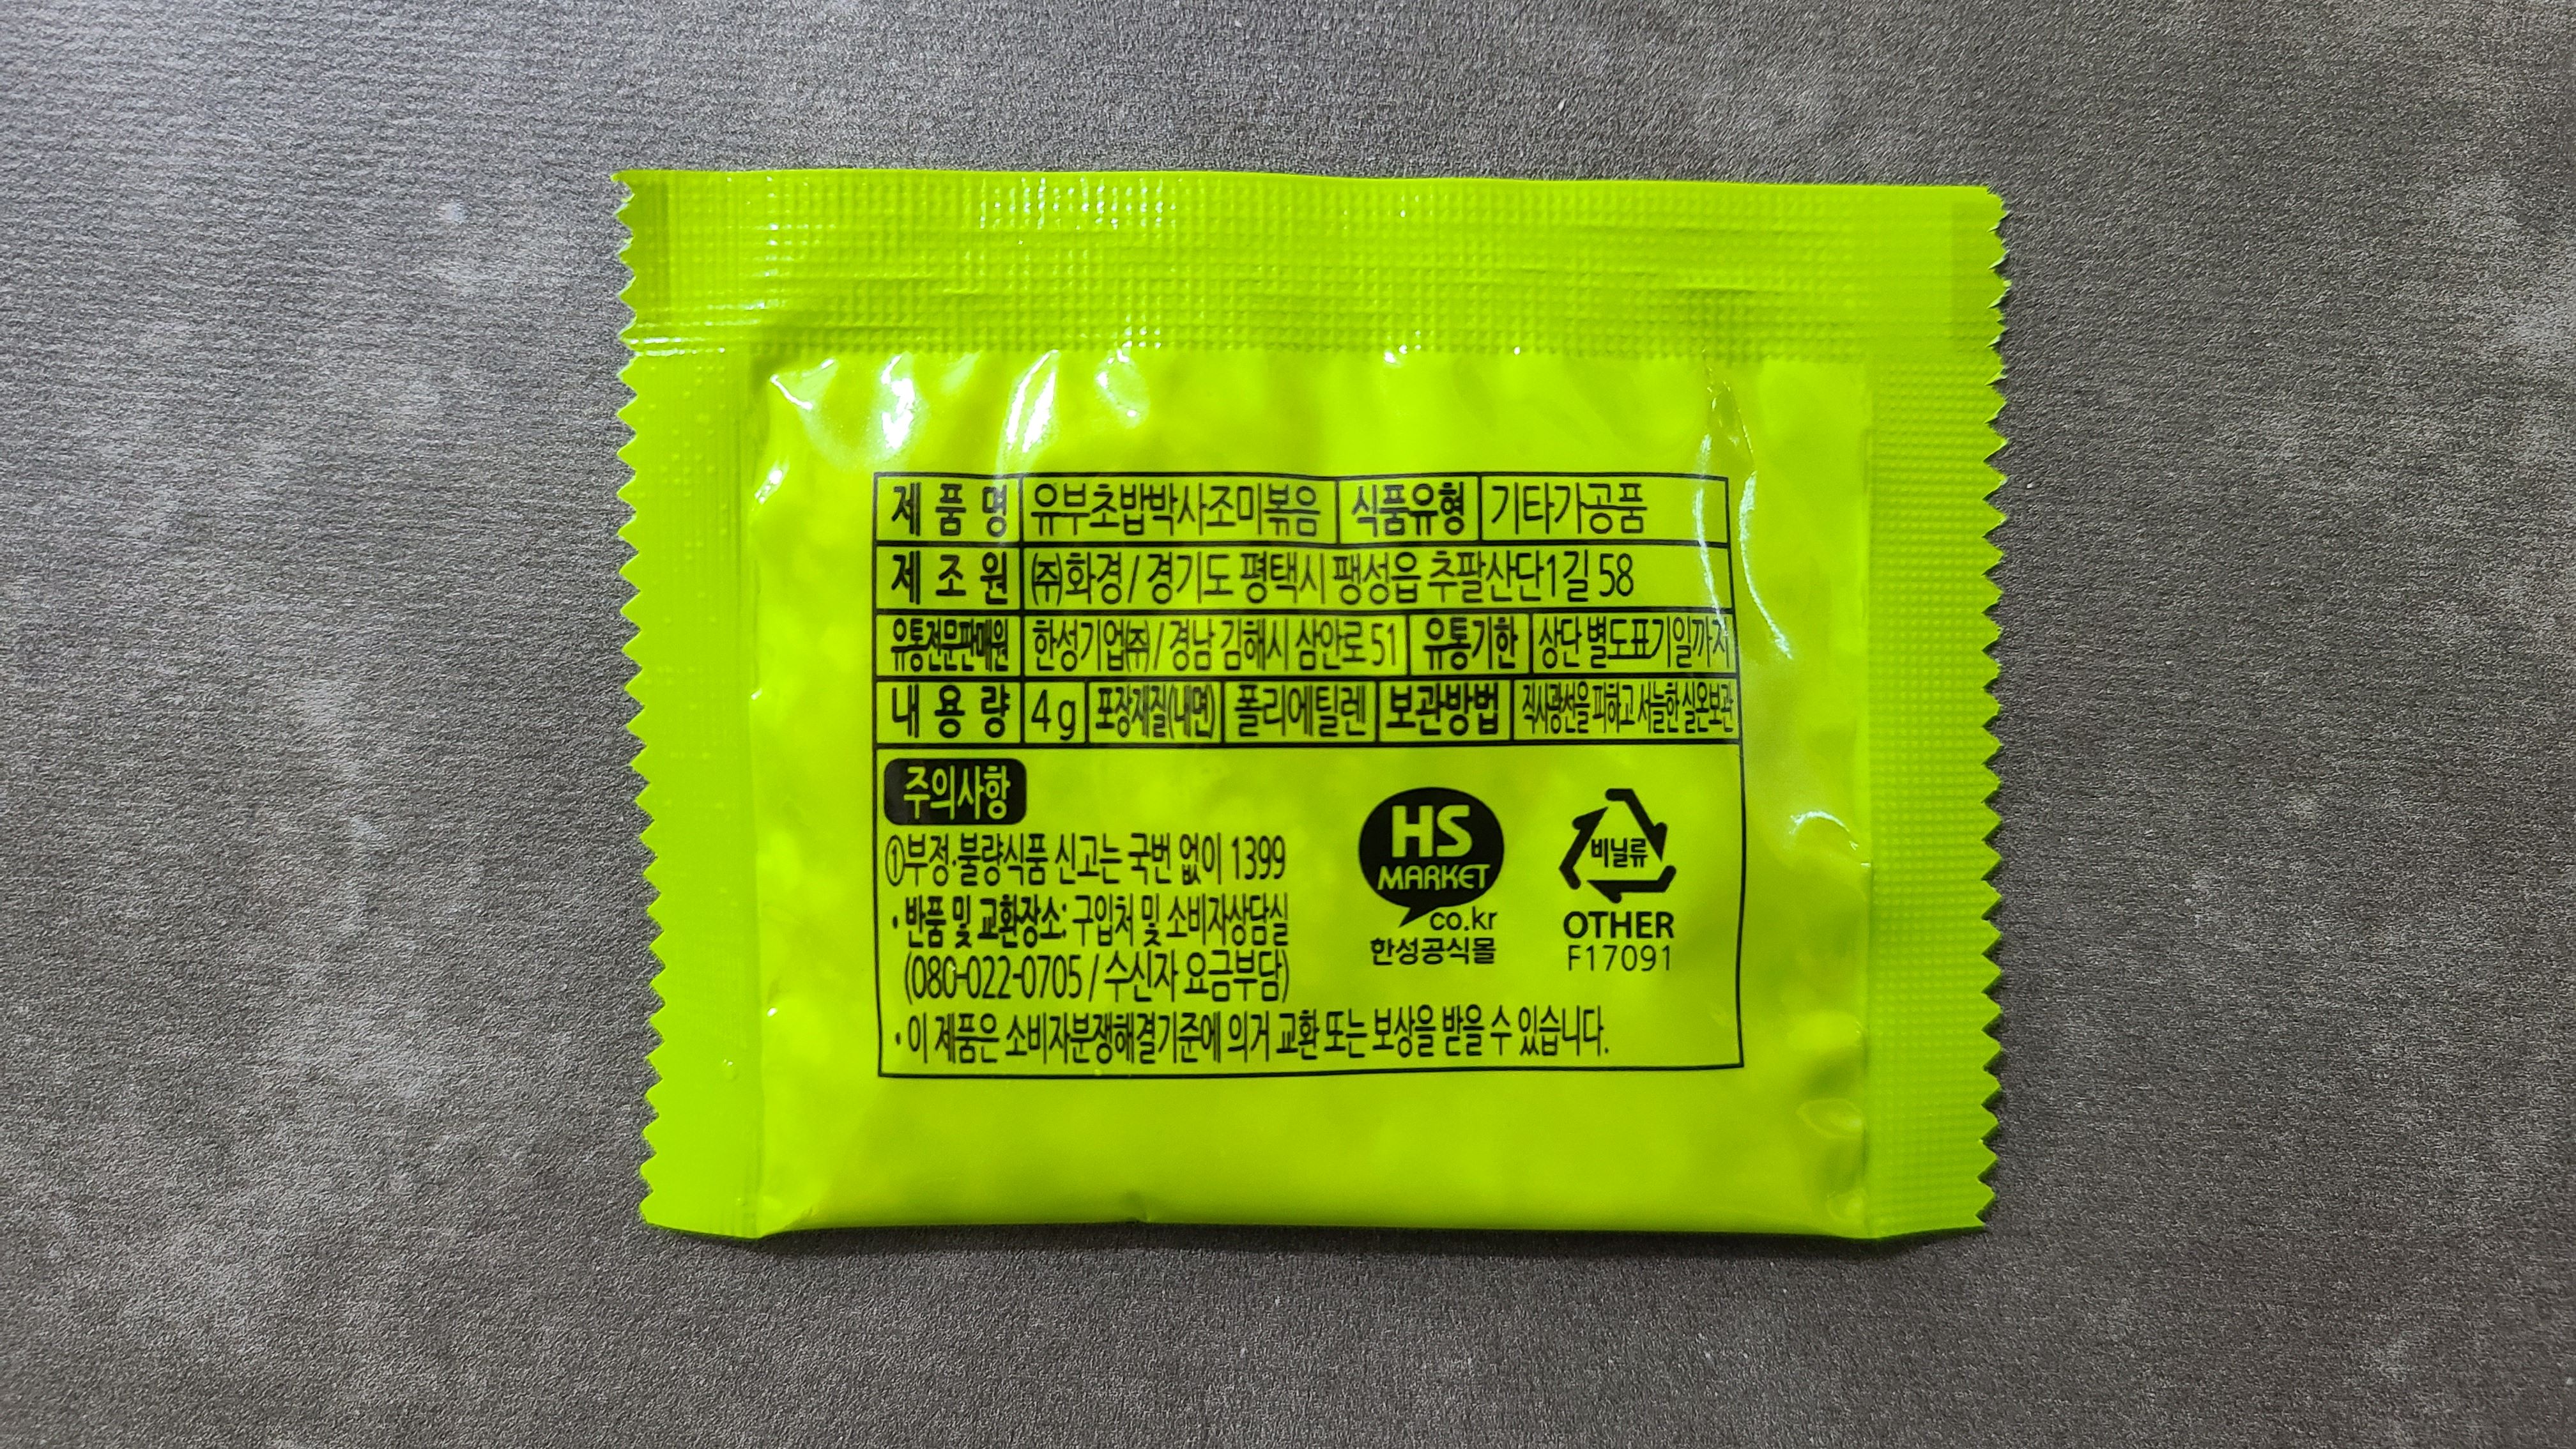 제 품 명 유부초밥박사조미볶음 식품유형 기타가공품
제 조 원 ㈜화경 / 경기도 평택시 팽성읍 추팔산단1길 58
유통전문판매원 한성기업㈜ / 경남 김해시 삼안로 51 유통기한 상단 별도표기일까지
내 용 량 4 g 포장재질(내면) 폴리에틸렌 보관방법 직사광선을 피하고 서늘한 실온보관
주의사항
①부정·불량식품 신고는 국번 없이 1399
· 반품 및 교환장소: 구입처 및 소비자상담실
(080-022-0705 / 수신자 요금부담)
· 이 제품은 소비자분쟁해결기준에 의거 교환 또는 보상을 받을 수 있습니다.
HS
MARKET
co.kr
한성공식몰
비닐류
OTHER
F17091